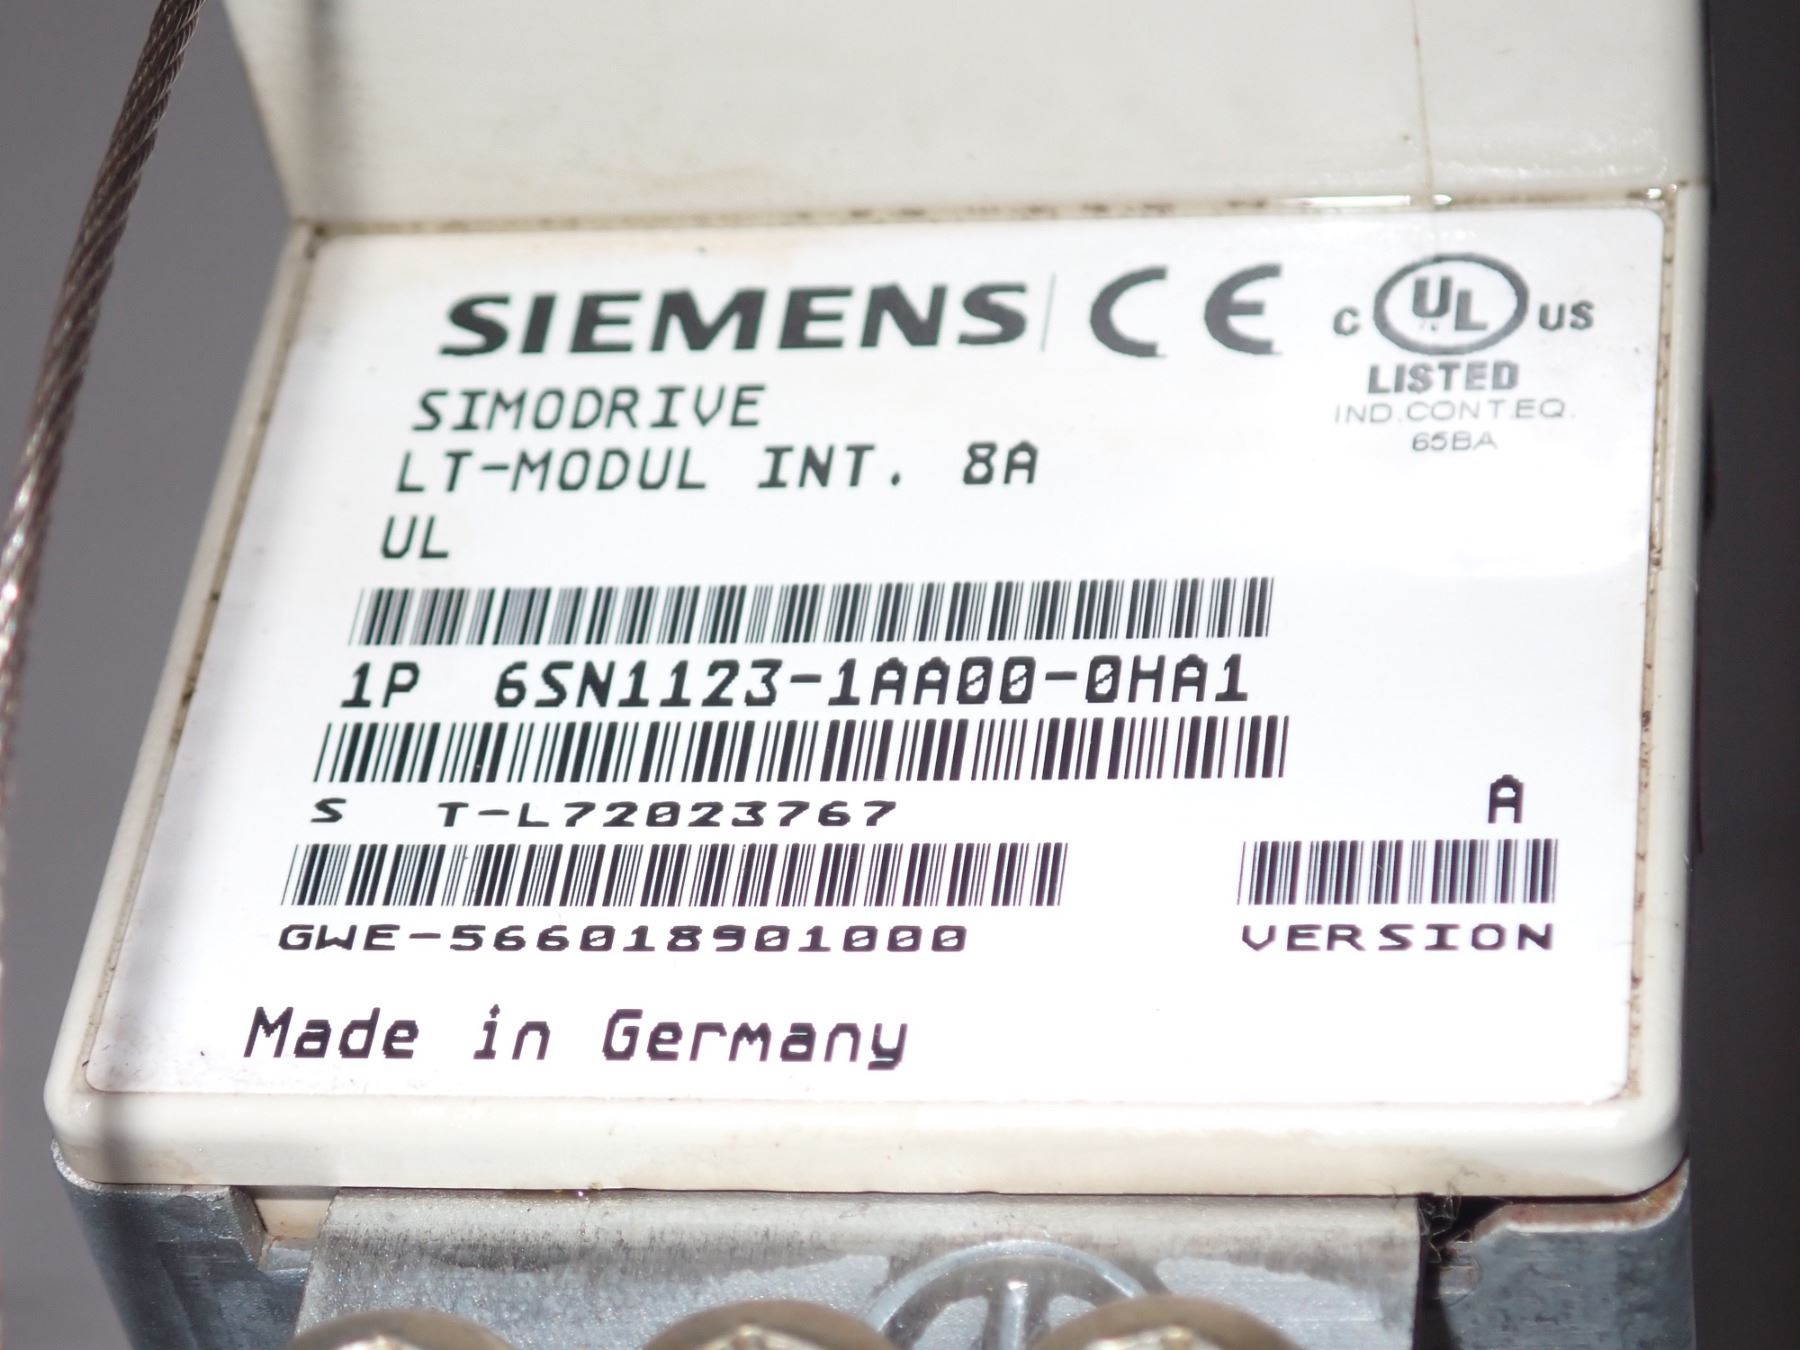 SIEMENS CE
C UL US
LISTED
IND.CONT.EQ.
65BA
SIMODRIVE
LT-MODUL INT. 8A
UL
1P 6SN1123-1AA00-0HA1
S T-L72023767
A
GWE-566018901000
VERSION
Made in Germany